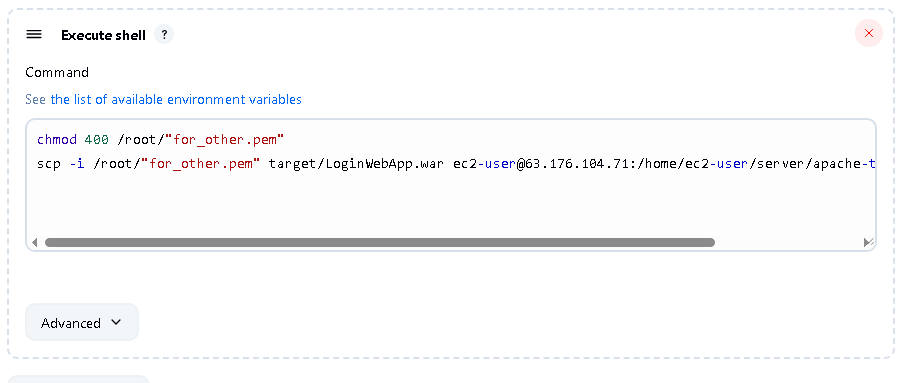 Execute shell ?
Command
See the list of available environment variables
chmod 400 /root/"for_other.pem"
scp -i /root/"for_other.pem" target/LoginWebApp.war ec2-user@63.176.104.71:/home/ec2-user/server/apache-t
Advanced